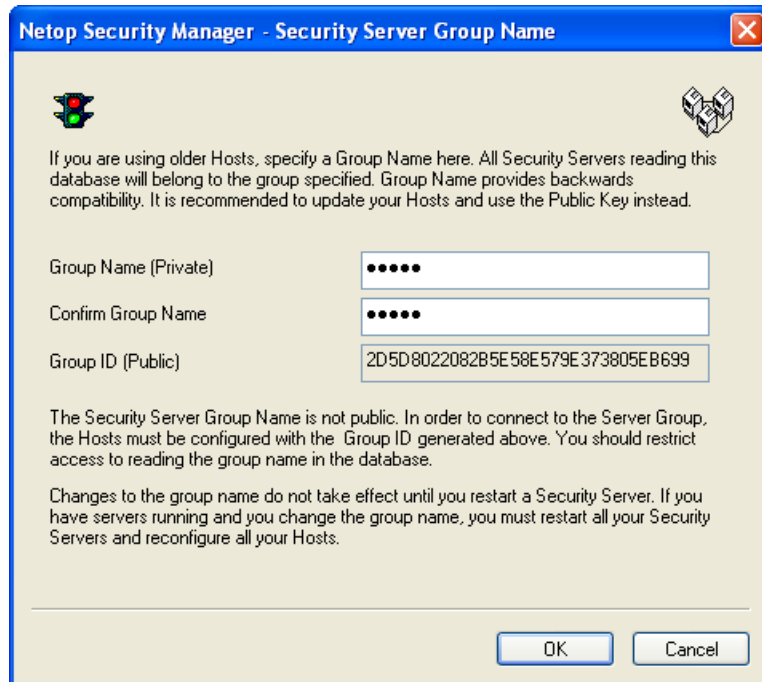 Netop Security Manager - Security Server Group Name
If you are using older Hosts, specify a Group Name here. All Security Servers reading this
database will belong to the group specified. Group Name provides backwards
compatibility. It is recommended to update your Hosts and use the Public Key instead.
Group Name (Private)
●●●●●
Confirm Group Name
●●●●●
Group ID (Public)
2D5D8022082B5E58E579E373805EB699
The Security Server Group Name is not public. In order to connect to the Server Group,
the Hosts must be configured with the  Group ID generated above. You should restrict
access to reading the group name in the database.
Changes to the group name do not take effect until you restart a Security Server. If you
have servers running and you change the group name, you must restart all your Security
Servers and reconfigure all your Hosts.
OK
Cancel